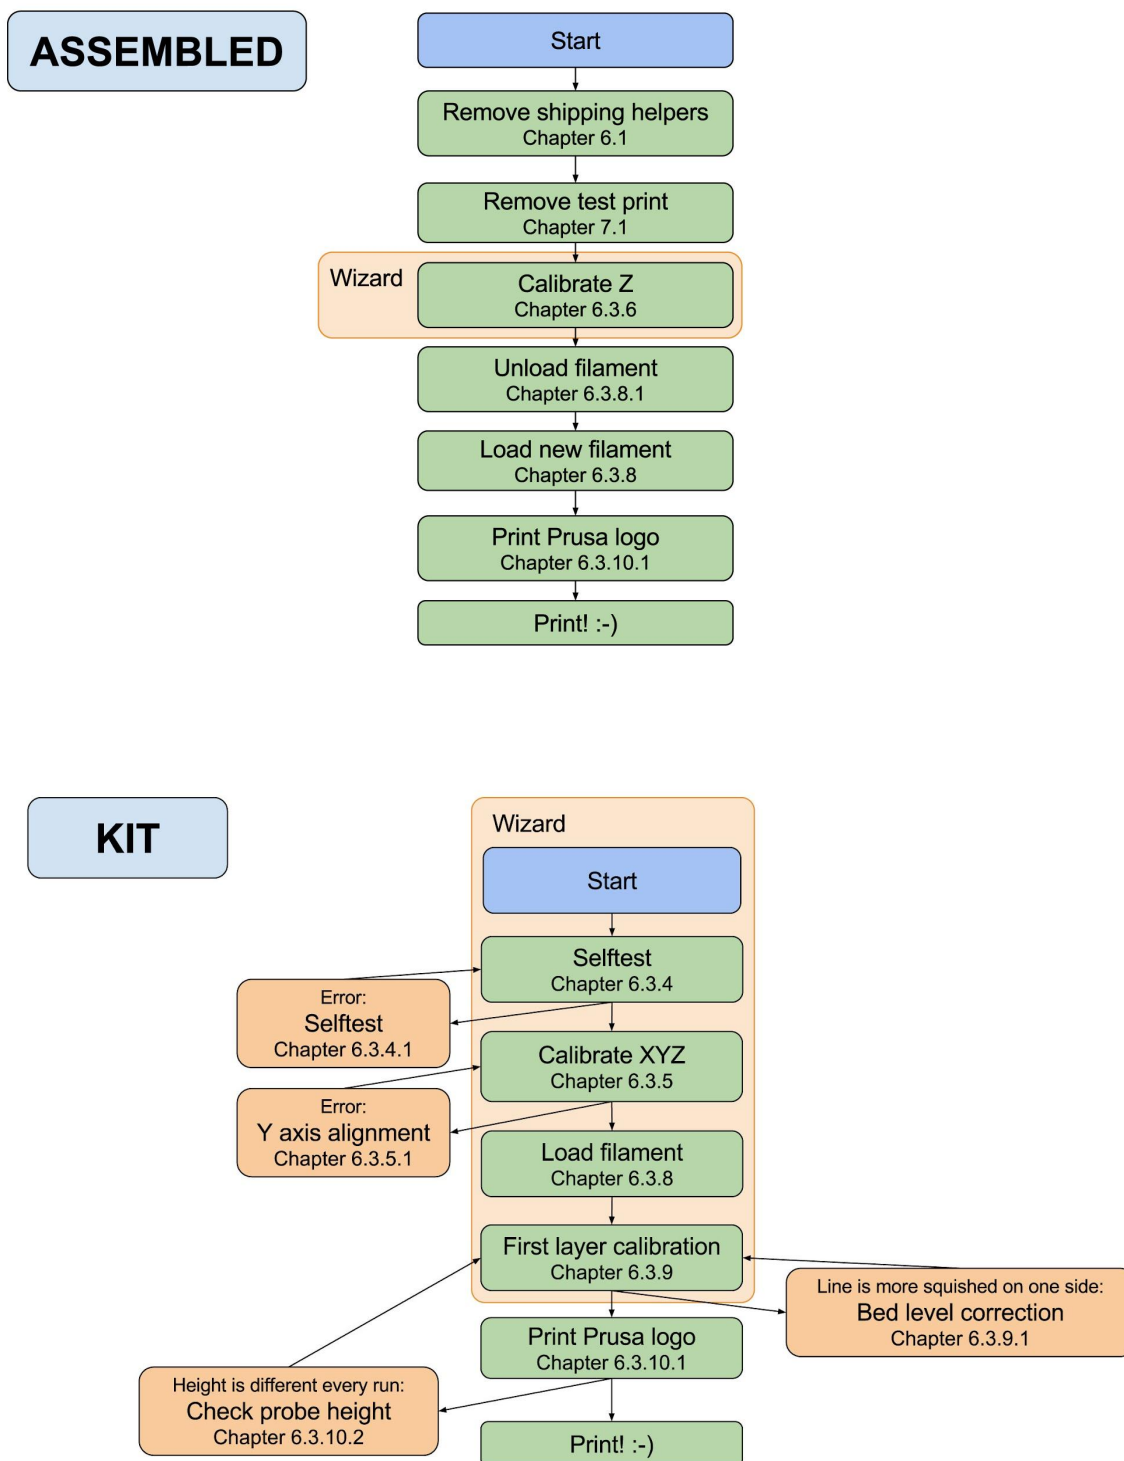 ASSEMBLED
Start
Remove shipping helpers
Chapter 6.1
Remove test print
Chapter 7.1
Wizard
Calibrate Z
Chapter 6.3.6
Unload filament
Chapter 6.3.8.1
Load new filament
Chapter 6.3.8
Print Prusa logo
Chapter 6.3.10.1
Print! :-)
KIT
Wizard
Start
Selftest
Chapter 6.3.4
Error:
Selftest
Chapter 6.3.4.1
Calibrate XYZ
Chapter 6.3.5
Error:
Y axis alignment
Chapter 6.3.5.1
Load filament
Chapter 6.3.8
First layer calibration
Chapter 6.3.9
Line is more squished on one side:
Bed level correction
Chapter 6.3.9.1
Print Prusa logo
Chapter 6.3.10.1
Height is different every run:
Check probe height
Chapter 6.3.10.2
Print! :-)